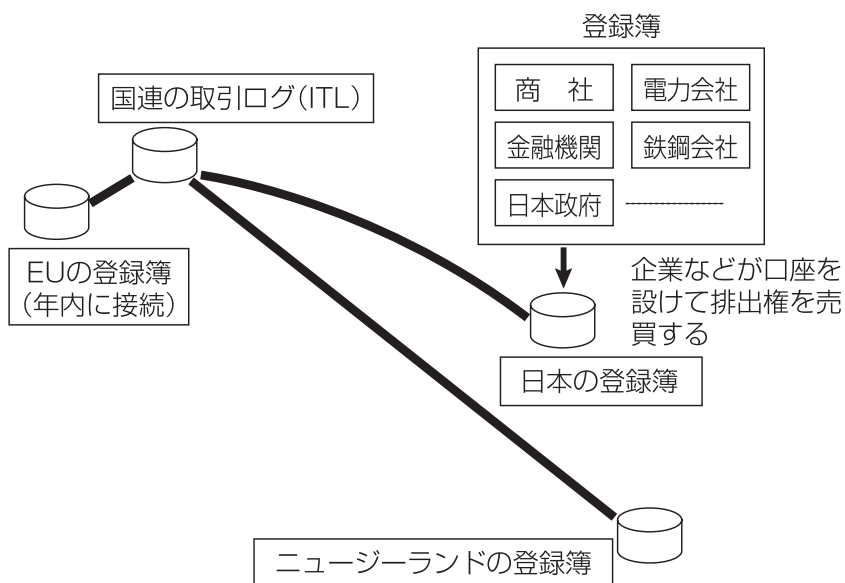 登録簿
国連の取引ログ(ITL)
商　社
電力会社
金融機関
鉄鋼会社
日本政府
EUの登録簿
(年内に接続)
企業などが口座を
設けて排出権を売
買する
日本の登録簿
ニュージーランドの登録簿